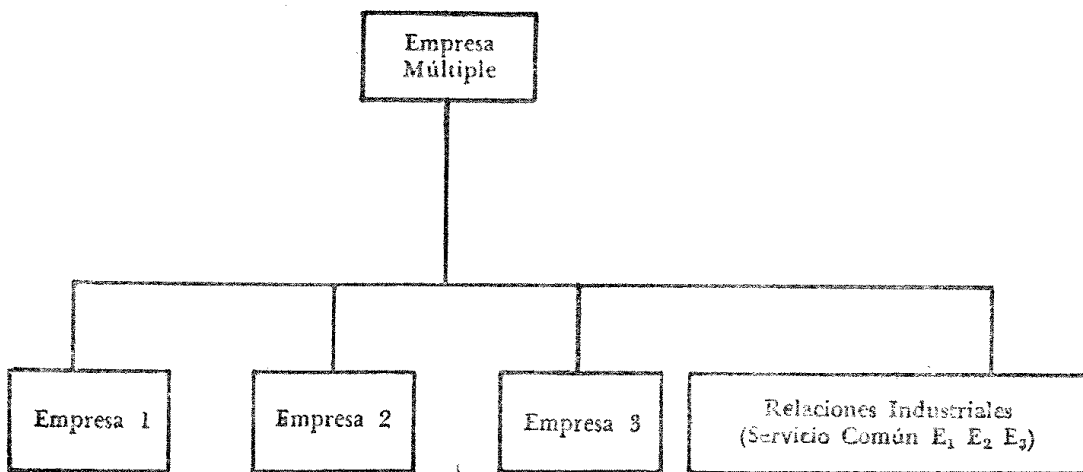 Empresa
Múltiple
Empresa 1
Empresa 2
Empresa 3
Relaciones Industriales
(Servicio Común E₁ E₂ E₃)